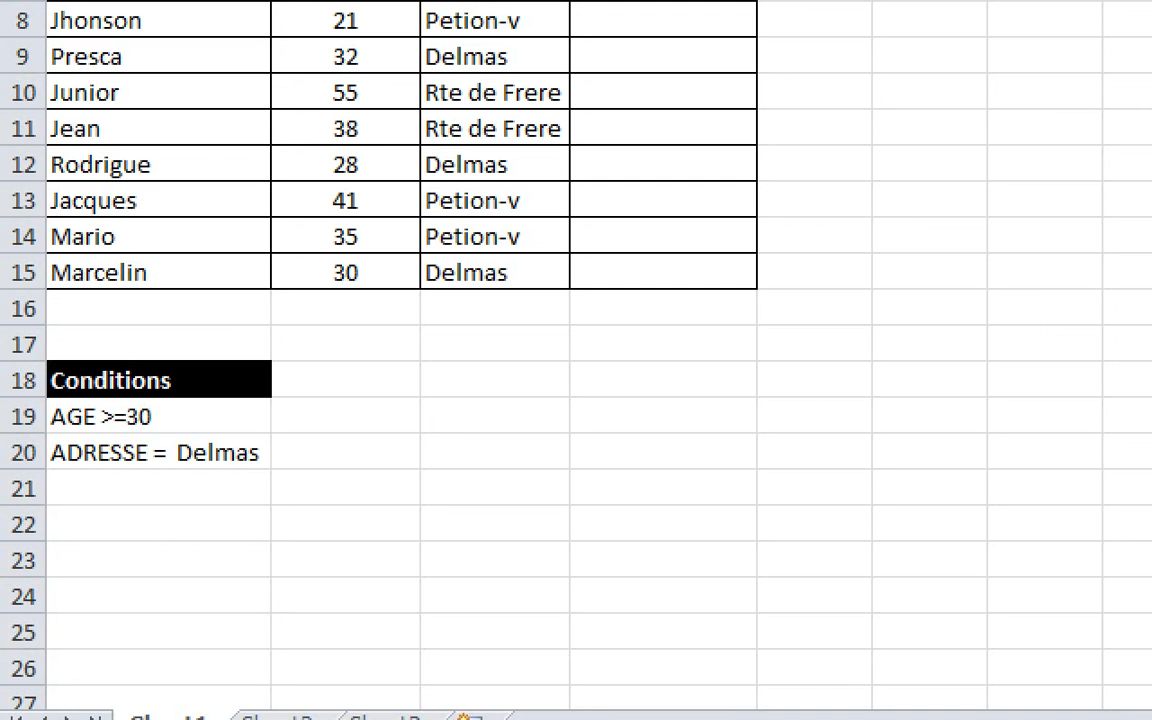 8 Jhonson 21 Petion-v
9 Presca 32 Delmas
10 Junior 55 Rte de Frere
11 Jean 38 Rte de Frere
12 Rodrigue 28 Delmas
13 Jacques 41 Petion-v
14 Mario 35 Petion-v
15 Marcelin 30 Delmas
16
17
18 Conditions
19 AGE >=30
20 ADRESSE = Delmas
21
22
23
24
25
26
27